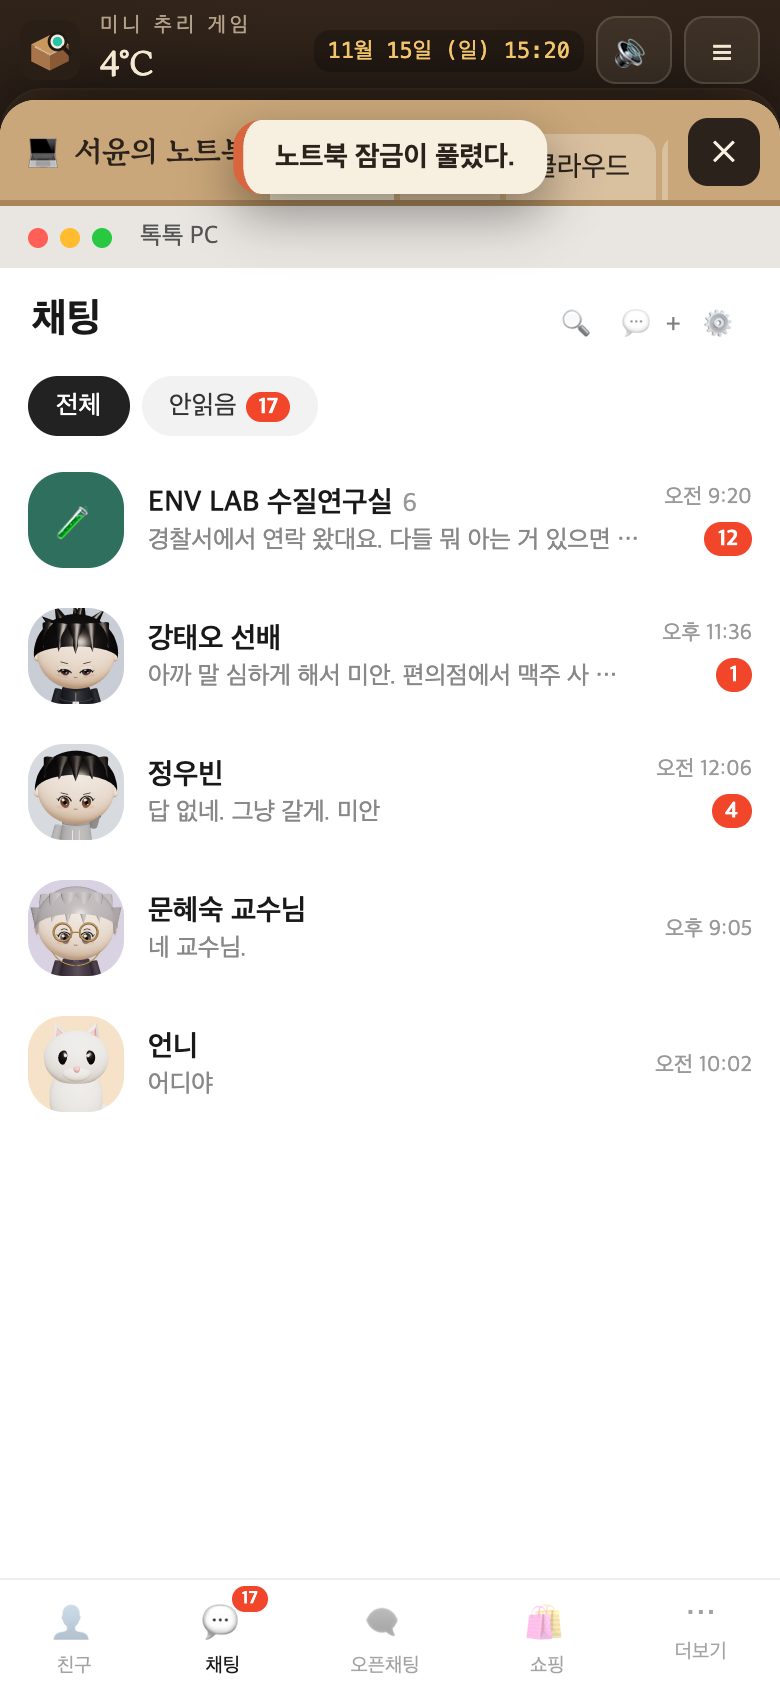 미니 추리 게임
4°C
11월 15일 (일) 15:20
서윤의 노트북
노트북 잠금이 풀렸다.
클라우드
톡톡 PC
채팅
+
전체
안읽음 17
ENV LAB 수질연구실 6
오전 9:20
경찰서에서 연락 왔대요. 다들 뭐 아는 거 있으면 ···
12
강태오 선배
오후 11:36
아까 말 심하게 해서 미안. 편의점에서 맥주 사 ···
1
정우빈
오전 12:06
답 없네. 그냥 갈게. 미안
4
문혜숙 교수님
오후 9:05
네 교수님.
언니
오전 10:02
어디야
17
친구
채팅
오픈채팅
쇼핑
더보기